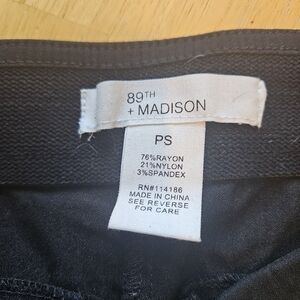 89TH
+ MADISON
PS
76%RAYON
21%NYLON
3%SPANDEX
RN#114186
MADE IN CHINA
SEE REVERSE
FOR CARE